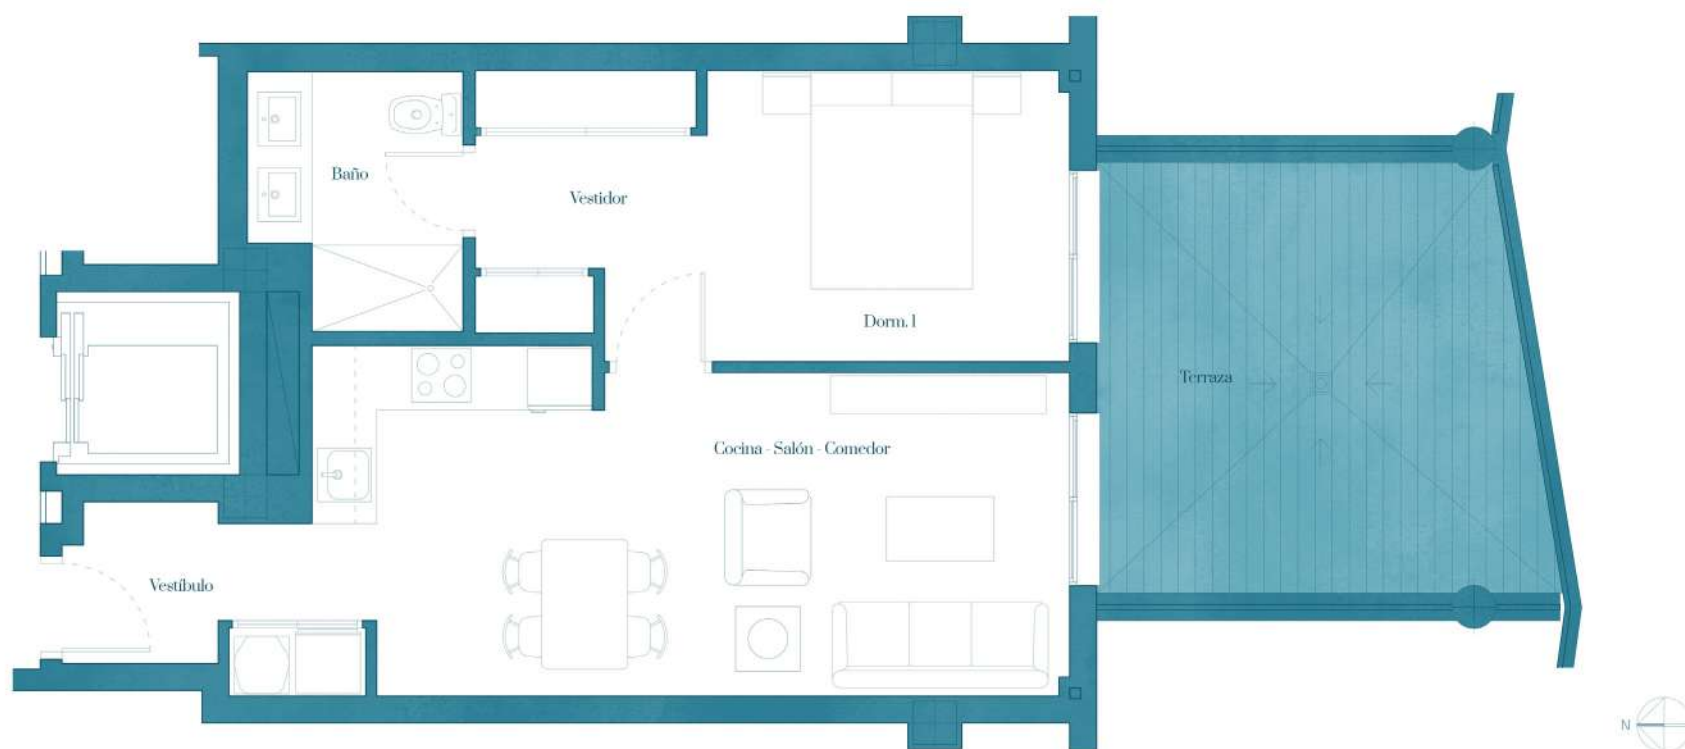 Baño
Vestidor
Dorm. 1
Terraza
Cocina - Salón - Comedor
Vestíbulo
N